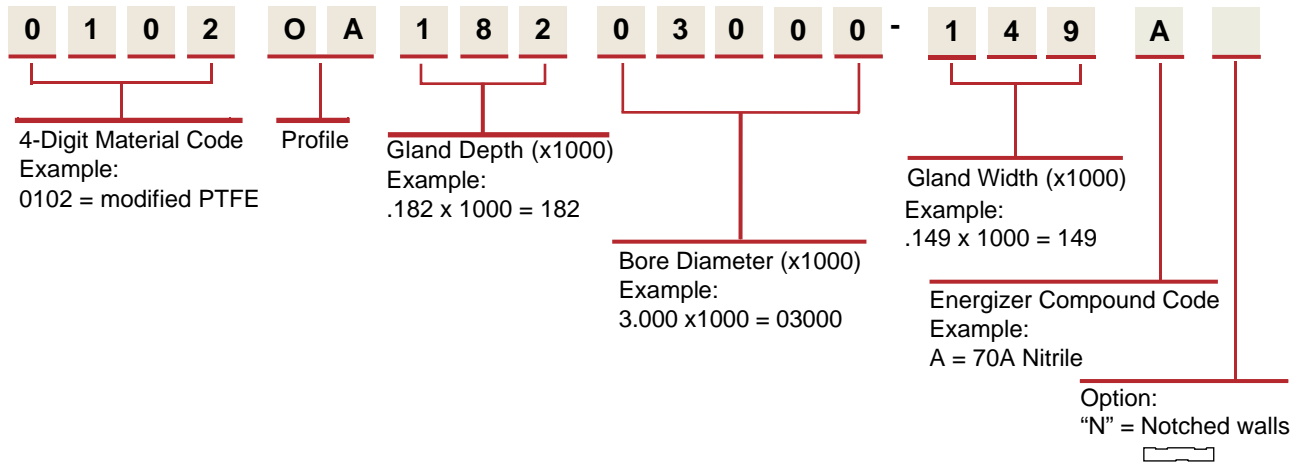 0 1 0 2 O A 1 8 2 0 3 0 0 0 - 1 4 9 A
4-Digit Material Code
Example:
0102 = modified PTFE
Profile
Gland Depth (x1000)
Example:
.182 x 1000 = 182
Bore Diameter (x1000)
Example:
3.000 x1000 = 03000
Gland Width (x1000)
Example:
.149 x 1000 = 149
Energizer Compound Code
Example:
A = 70A Nitrile
Option:
“N” = Notched walls